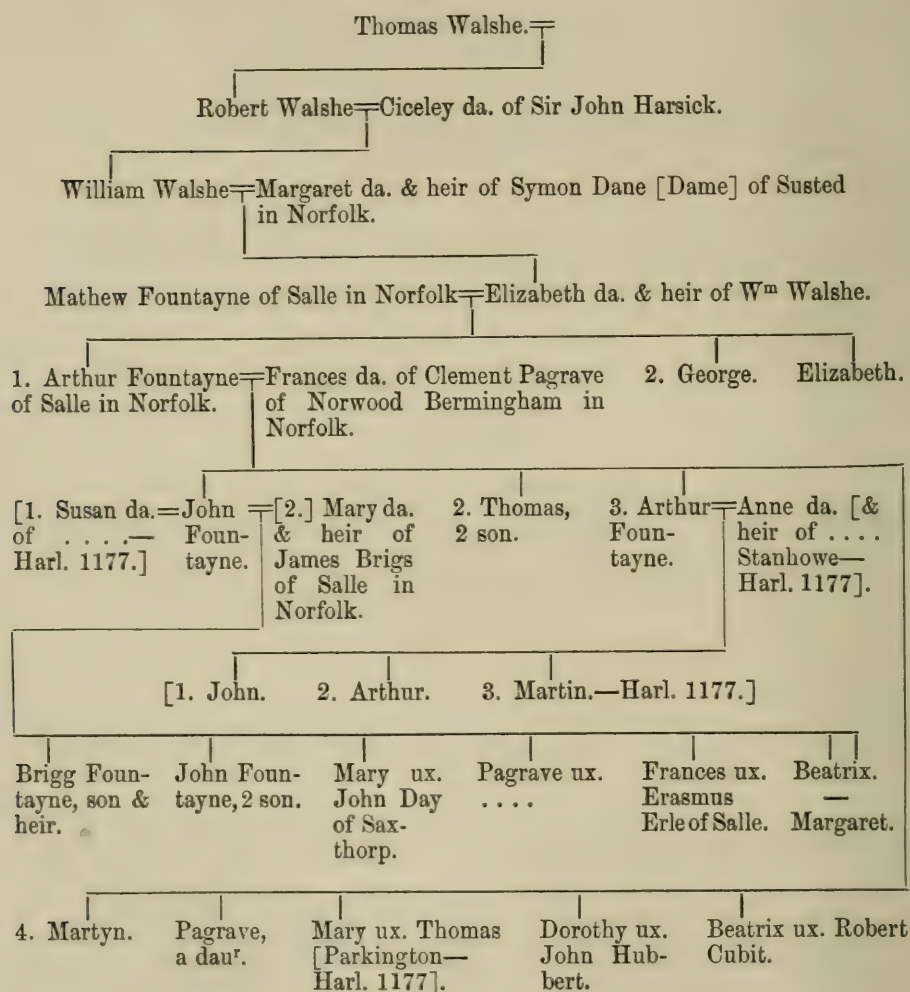 Thomas Walshe.
Robert Walshe Ciceley da. of Sir John Harsick.
William Walshe Margaret da. & heir of Symon Dane [Dame] of Susted
in Norfolk.
Mathew Fountayne of Salle in Norfolk Elizabeth da. & heir of Wm Walshe.
1. Arthur Fountayne
of Salle in Norfolk.
Frances da. of Clement Pagrave
of Norwood Bermingham in
Norfolk.
2. George.
Elizabeth.
[1. Susan da.
of . . . .—
Harl. 1177.]
=John
Foun-
tayne.
[2.] Mary da.
& heir of
James Brigs
of Salle in
Norfolk.
2. Thomas,
2 son.
3. Arthur
Foun-
tayne.
Anne da. [&
heir of . . . .
Stanhowe—
Harl. 1177].
[1. John. 2. Arthur. 3. Martin.—Harl. 1177.]
Brigg Foun-
tayne, son &
heir.
John Foun-
tayne, 2 son.
Mary ux.
John Day
of Sax-
thorp.
Pagrave ux.
. . . .
Frances ux.
Erasmus
Erle of Salle.
Beatrix.
—
Margaret.
4. Martyn.
Pagrave,
a daur.
Mary ux. Thomas
[Parkington—
Harl. 1177].
Dorothy ux.
John Hub-
bert.
Beatrix ux. Robert
Cubit.